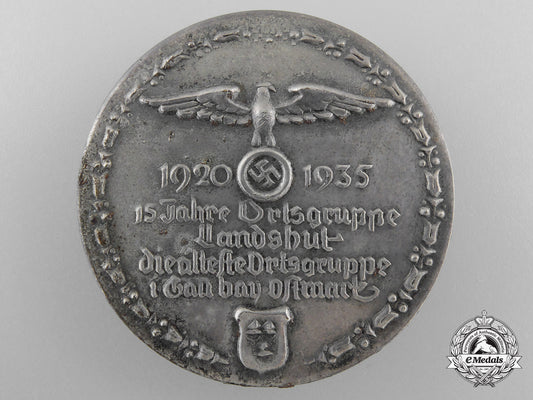 1920 1935
15 Jahre Ortsgruppe
Landshut
die älteste Ortsgruppe
i Gau bay Ostmark
eMedals